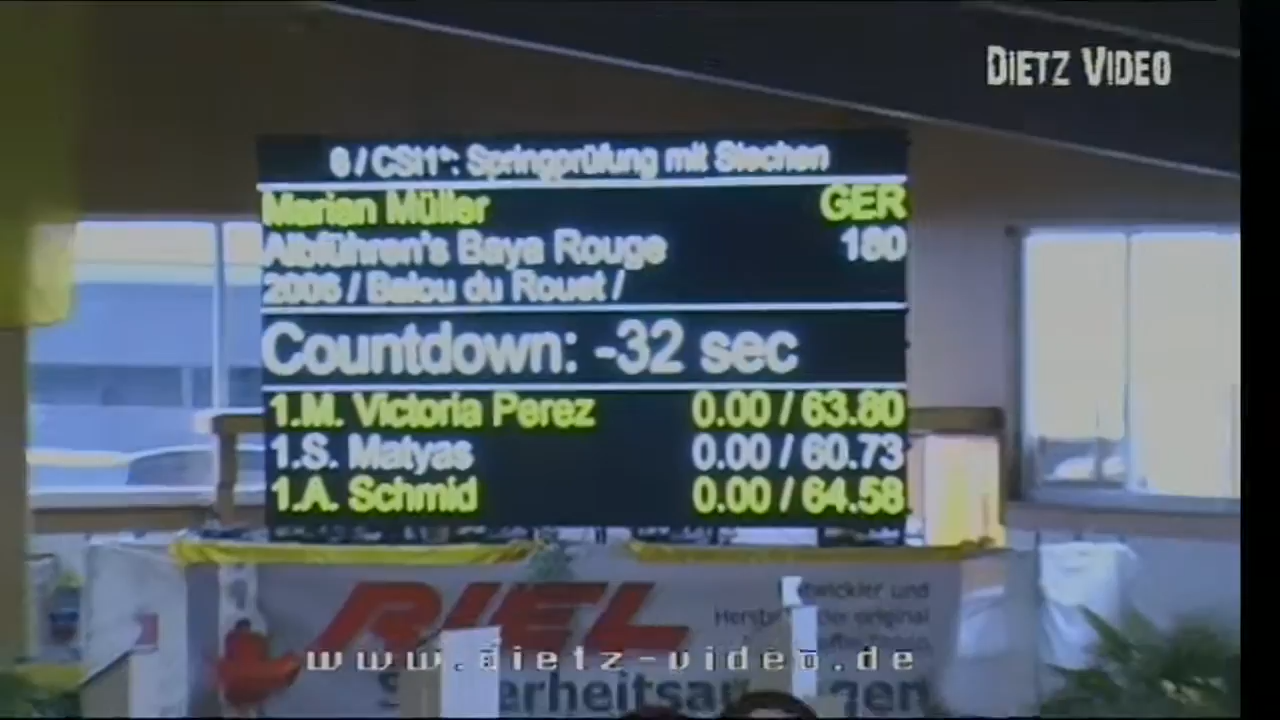 DIETZ VIDEO
6 / CSI1*: Springprüfung mit Stechen
Marian Müller GER
Albführen's Baya Rouge 180
2006 / Balou du Rouet /
Countdown: -32 sec
1.M. Victoria Perez 0.00 / 63.80
1.S. Matyas 0.00 / 60.73
1.A. Schmid 0.00 / 64.58
RIEL
und
original
www.dietz-video.de